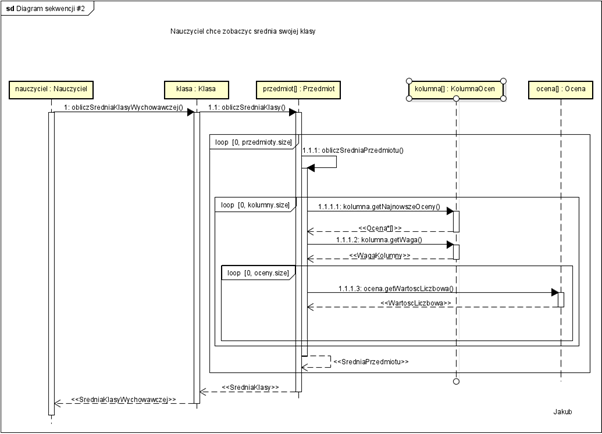 sd Diagram sekwencji #2
Nauczyciel chce zobaczyc srednia swojej klasy
nauczyciel : Nauczyciel
klasa : Klasa
przedmiot[] : Przedmiot
kolumna[] : KolumnaOcen
ocena[] : Ocena
1: obliczSredniaKlasyWychowawczej()
1.1: obliczSredniaKlasy()
loop [0, przedmioty.size]
1.1.1: obliczSredniaPrzedmiotu()
loop [0, kolumny.size]
1.1.1.1: kolumna.getNajnowszeOceny()
<<Ocena*[]>>
1.1.1.2: kolumna.getWaga()
<<WagaKolumny>>
loop [0, oceny.size]
1.1.1.3: ocena.getWartoscLiczbowa()
<<WartoscLiczbowa>>
<<SredniaPrzedmiotu>>
<<SredniaKlasy>>
<<SredniaKlasyWychowawczej>>
Jakub